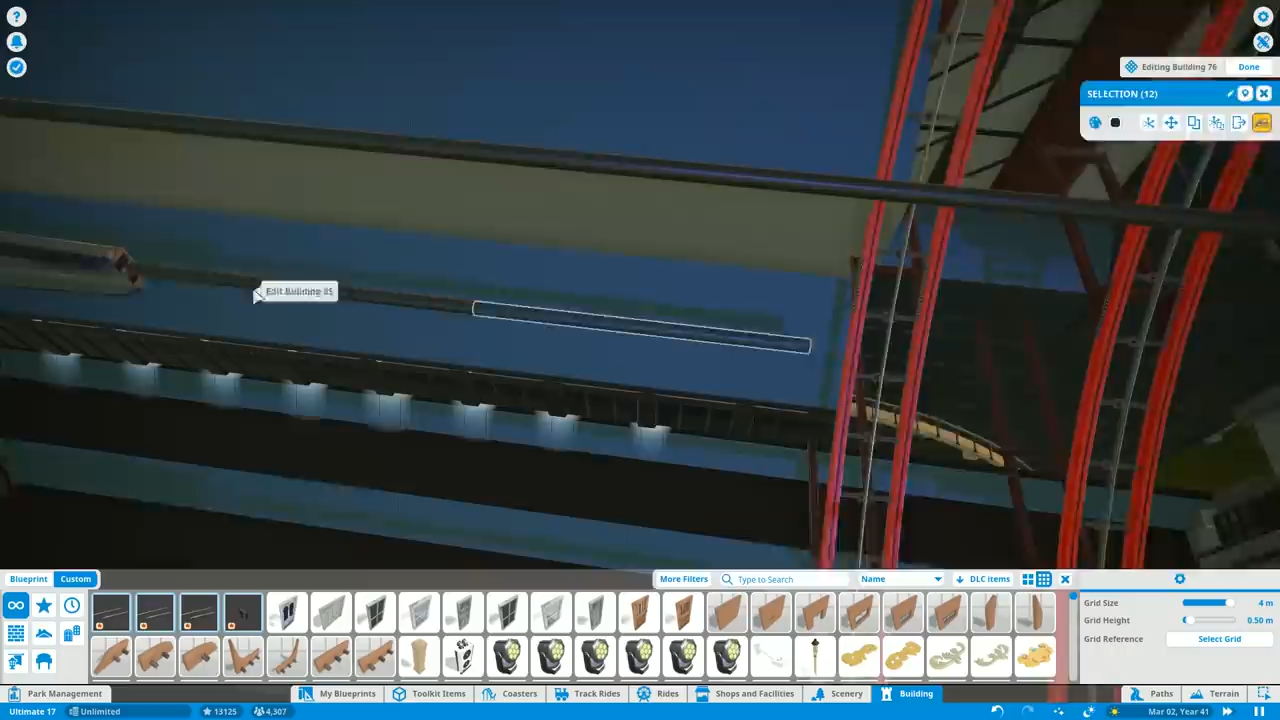 ?
Editing Building 76 Done
SELECTION (12)
Edit Building 85
Blueprint Custom More Filters Type to Search Name DLC items
Grid Size 4 m
Grid Height 0.50 m
Grid Reference Select Grid
Park Management My Blueprints Toolkit Items Coasters Track Rides Rides Shops and Facilities Scenery Building Paths Terrain
Ultimate 17 Unlimited 13125 4,307 Mar 02, Year 41